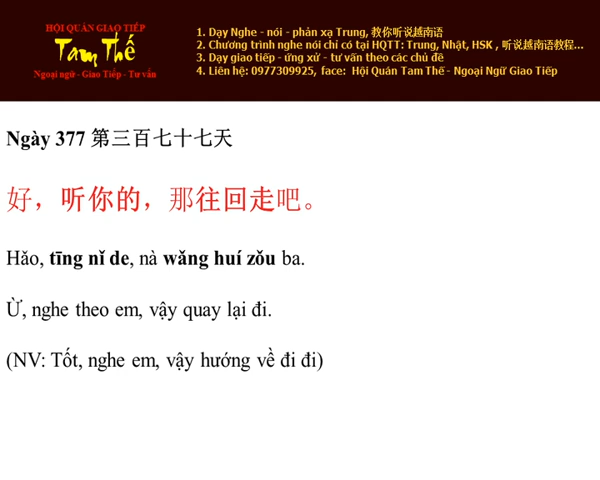 HỘI QUÁN GIAO TIẾP
Tam Thế
Ngoại ngữ - Giao Tiếp - Tư vấn
1. Dạy Nghe - nói - phản xạ Trung, 教你听说越南语
2. Chương trình nghe nói chỉ có tại HQTT: Trung, Nhật, HSK , 听说越南语教程...
3. Dạy giao tiếp - ứng xử - tư vấn theo các chủ đề
4. Liên hệ: 0977309925, face:  Hội Quán Tam Thế - Ngoại Ngữ Giao Tiếp
Ngày 377 第三百七十七天
好，听你的，那往回走吧。
Hǎo, tīng nǐ de, nà wǎng huí zǒu ba.
Ừ, nghe theo em, vậy quay lại đi.
(NV: Tốt, nghe em, vậy hướng về đi đi)